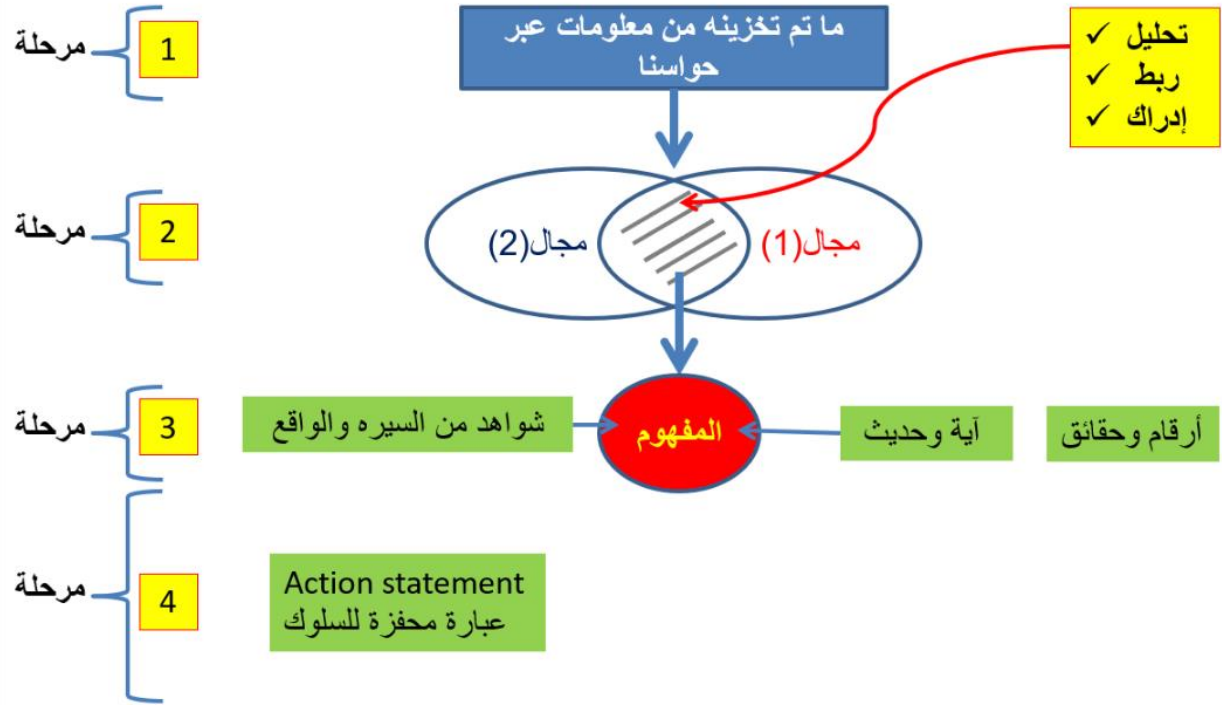 مرحلة
1
ما تم تخزينه من معلومات عبر
حواسنا
✓ تحليل
✓ ربط
✓ إدراك
مرحلة
2
مجال(1)
مجال(2)
مرحلة
3
أرقام وحقائق
آية وحديث
المفهوم
شواهد من السيره والواقع
مرحلة
4
Action statement
عبارة محفزة للسلوك